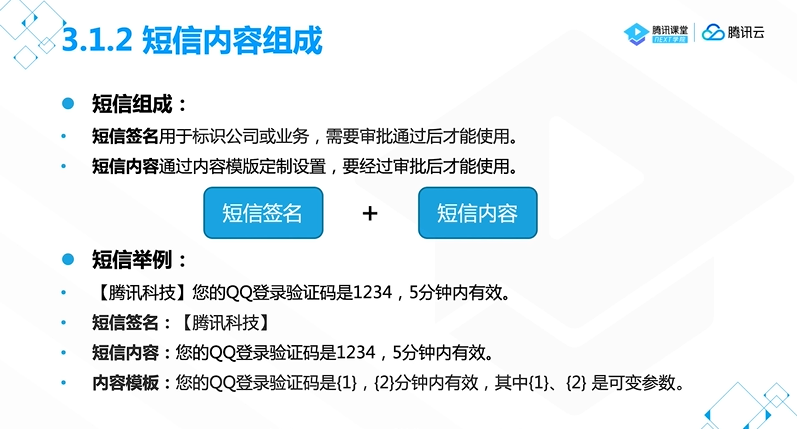 3.1.2 短信内容组成
腾讯课堂
NEXT学院
腾讯云
短信组成：
短信签名用于标识公司或业务，需要审批通过后才能使用。
短信内容通过内容模版定制设置，要经过审批后才能使用。
短信签名 + 短信内容
短信举例：
【腾讯科技】您的QQ登录验证码是1234，5分钟内有效。
短信签名：【腾讯科技】
短信内容：您的QQ登录验证码是1234，5分钟内有效。
内容模板：您的QQ登录验证码是{1}，{2}分钟内有效，其中{1}、{2} 是可变参数。